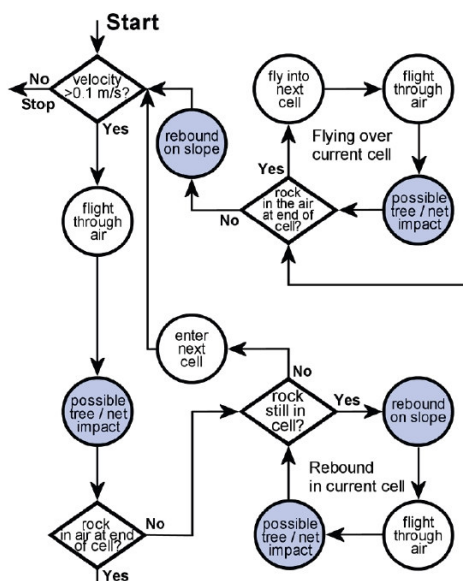 Start
No
Stop
velocity
>0.1 m/s?
Yes
flight
through
air
possible
tree / net
impact
rock
in air at end
of cell?
No
Yes
rebound
on slope
fly into
next
cell
flight
through
air
Flying over
current cell
Yes
rock
in the air
at end of
cell?
No
possible
tree / net
impact
enter
next
cell
No
rock
still in
cell?
Yes
rebound
on slope
Rebound
in current cell
possible
tree / net
impact
flight
through
air